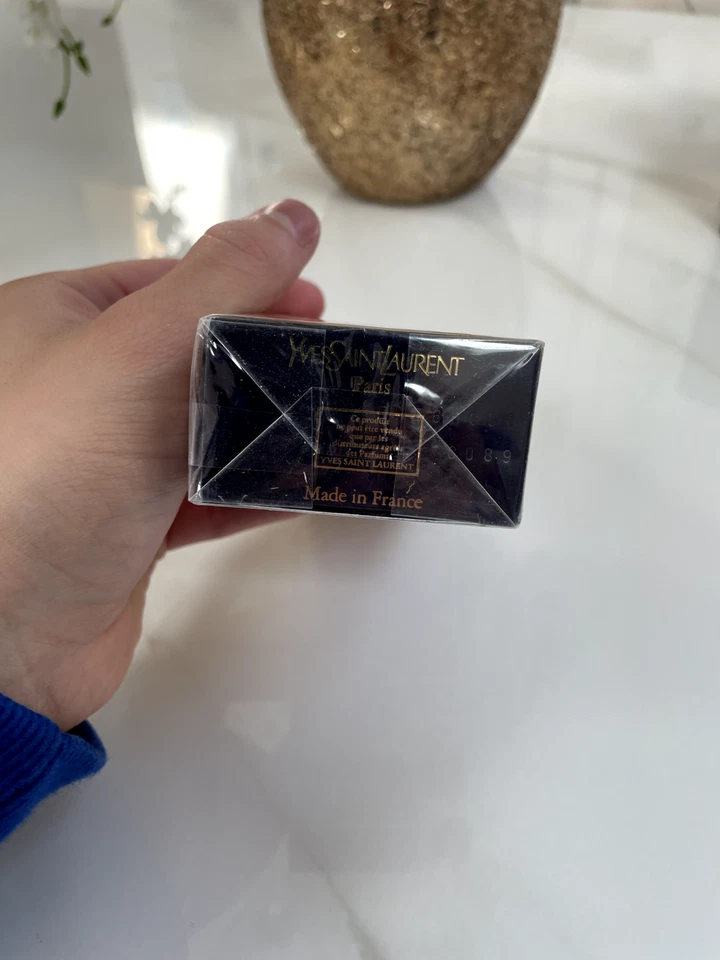 YVES SAINT LAURENT
Paris
Ce produit
ne peut être vendu
que par les
distributeurs agréés
des Parfums
YVES SAINT LAURENT
089
Made in France